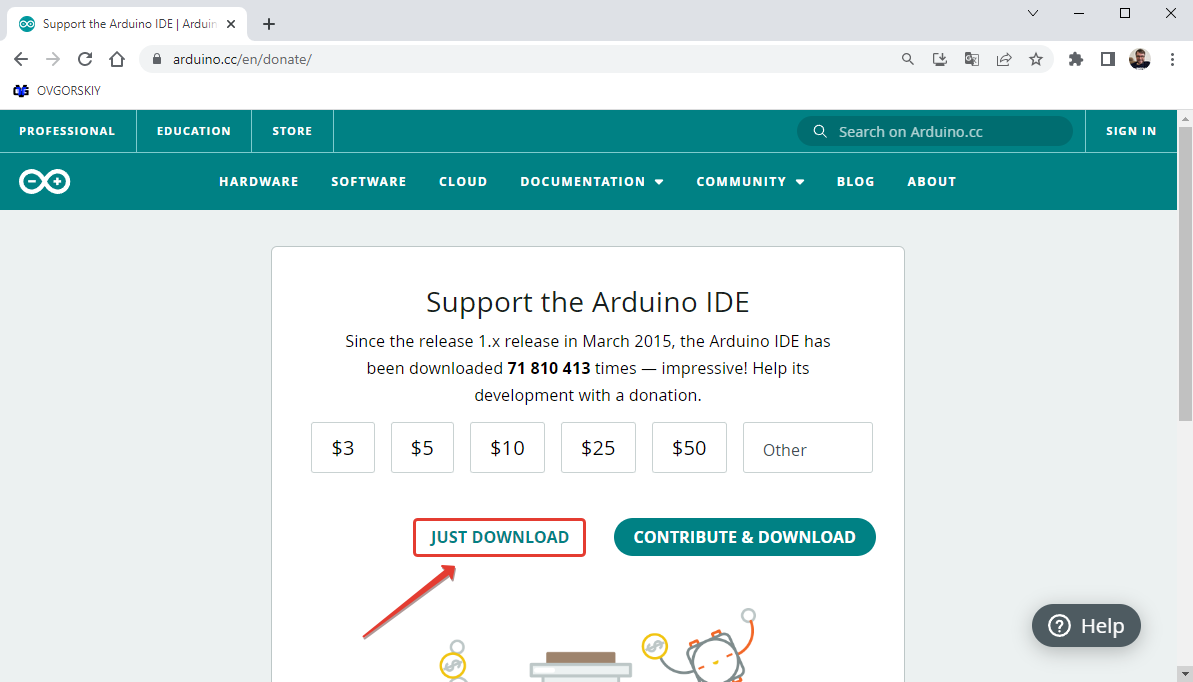 Support the Arduino IDE | Arduin
arduino.cc/en/donate/
OVGORSKIY
PROFESSIONAL EDUCATION STORE Search on Arduino.cc SIGN IN
HARDWARE SOFTWARE CLOUD DOCUMENTATION COMMUNITY BLOG ABOUT
Support the Arduino IDE
Since the release 1.x release in March 2015, the Arduino IDE has
been downloaded 71 810 413 times — impressive! Help its
development with a donation.
$3 $5 $10 $25 $50 Other
JUST DOWNLOAD CONTRIBUTE & DOWNLOAD
Help